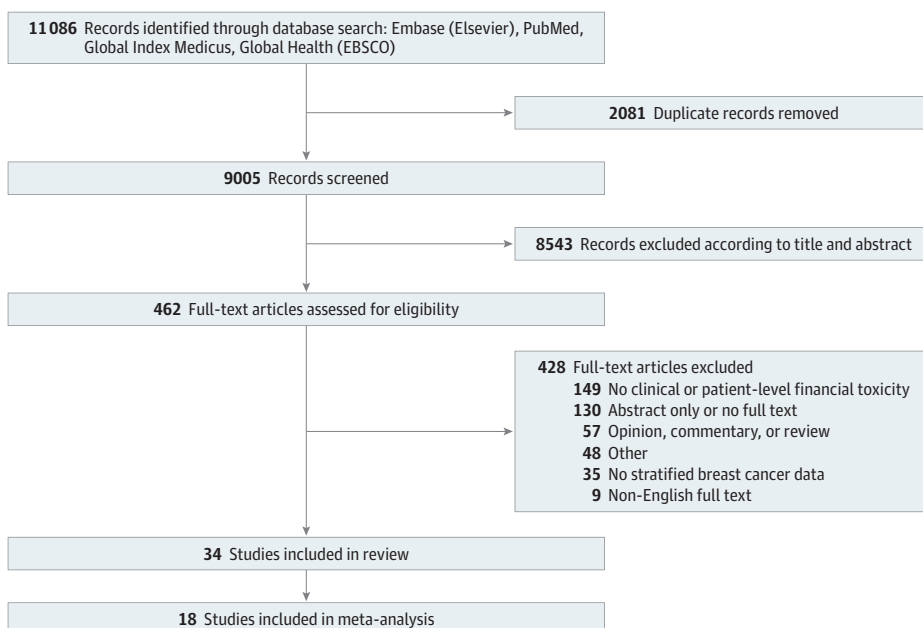 11 086 Records identified through database search: Embase (Elsevier), PubMed,
Global Index Medicus, Global Health (EBSCO)
2081 Duplicate records removed
9005 Records screened
8543 Records excluded according to title and abstract
462 Full-text articles assessed for eligibility
428 Full-text articles excluded
149 No clinical or patient-level financial toxicity
130 Abstract only or no full text
57 Opinion, commentary, or review
48 Other
35 No stratified breast cancer data
9 Non-English full text
34 Studies included in review
18 Studies included in meta-analysis